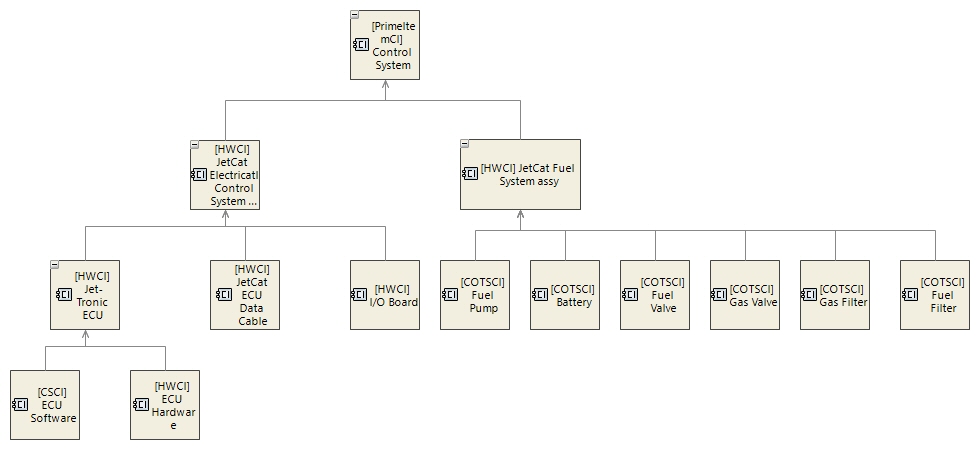 [PrimeIte
mCI]
Control
System
CI
[HWCI]
JetCat
Electricatl
Control
System ...
CI
[HWCI] JetCat Fuel
System assy
CI
[HWCI]
Jet-
Tronic
ECU
CI
[HWCI]
JetCat
ECU
Data
Cable
CI
[HWCI]
I/O Board
CI
[COTSCI]
Fuel
Pump
CI
[COTSCI]
Battery
CI
[COTSCI]
Fuel
Valve
CI
[COTSCI]
Gas Valve
CI
[COTSCI]
Gas Filter
CI
[COTSCI]
Fuel
Filter
CI
[CSCI]
ECU
Software
CI
[HWCI]
ECU
Hardwar
e
CI